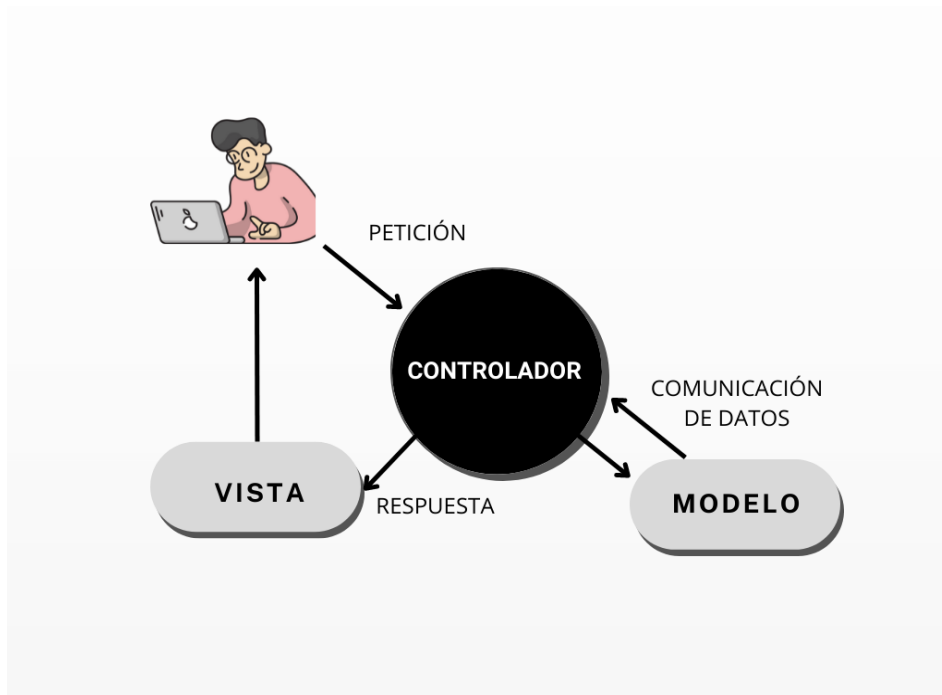 PETICIÓN
CONTROLADOR
COMUNICACIÓN
DE DATOS
VISTA
RESPUESTA
MODELO